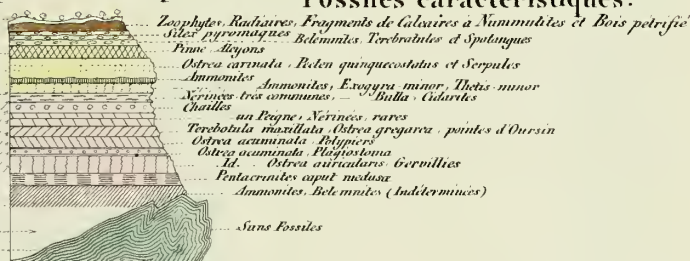 Fossiles caractéristiques.
Zoophytes, Radiaires, Fragments de Calcaires à Nummulites et Bois pétrifié
Silex pyromaques Belemnites, Terebratules et Spatangues
Pinne Alcyons
Ostrea carinata, Pecten quinquecostatus et Serpules
Ammonites
Ammonites, Exogyra minor, Thetis minor
Nérinées très communes, — Bulla, Cidarites
Chailles
un Peigne, Nérinées, rares
Terebotula maxillata, Ostrea gregarea, pointes d'Oursin
Ostrea acuminata, Polypiers
Ostrea acuminata, Plagiostoma
Id. Ostrea auricularis Gervillies
Pentacrinites caput medusæ
Ammonites, Belemnites (Indéterminées)
Sans Fossiles